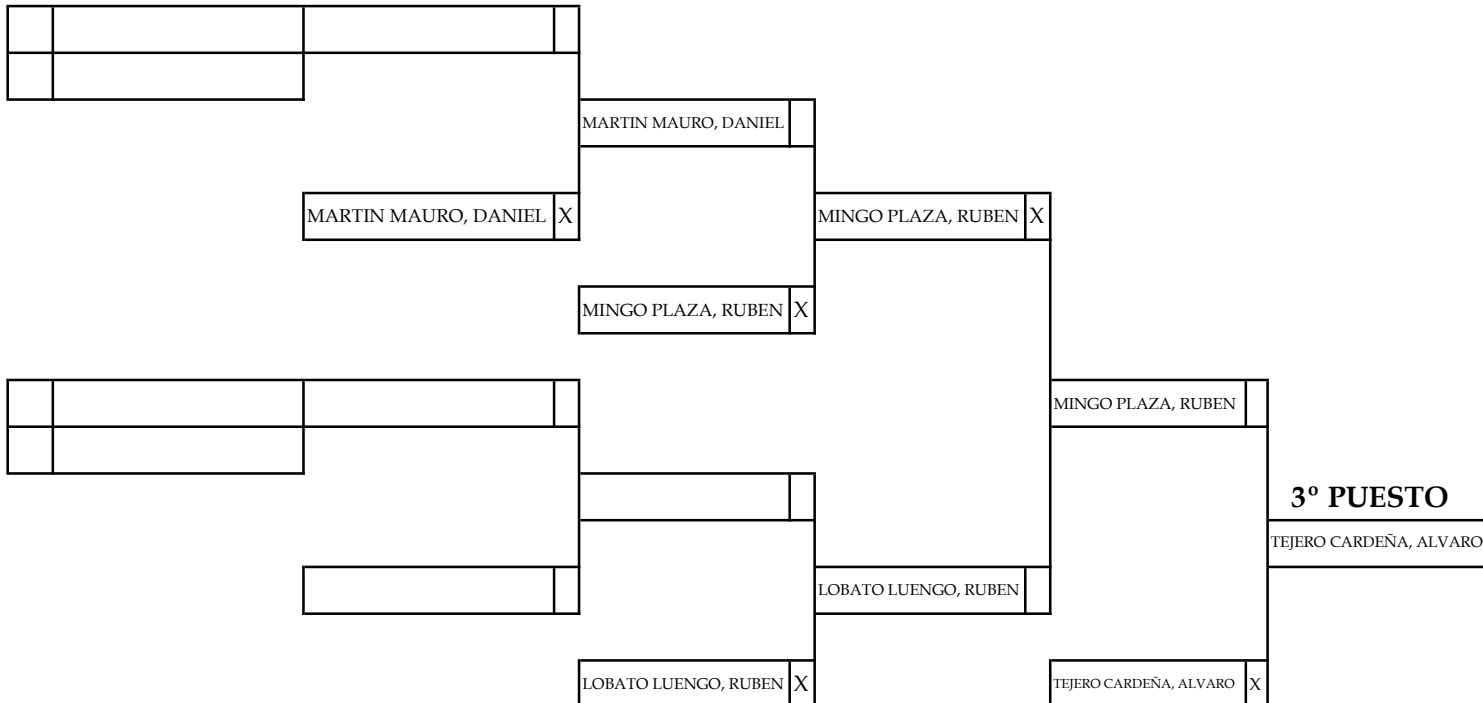 MARTIN MAURO, DANIEL
MARTIN MAURO, DANIEL X
MINGO PLAZA, RUBEN X
MINGO PLAZA, RUBEN X
MINGO PLAZA, RUBEN
3º PUESTO
TEJERO CARDEÑA, ALVARO
LOBATO LUENGO, RUBEN
LOBATO LUENGO, RUBEN X
TEJERO CARDEÑA, ALVARO X